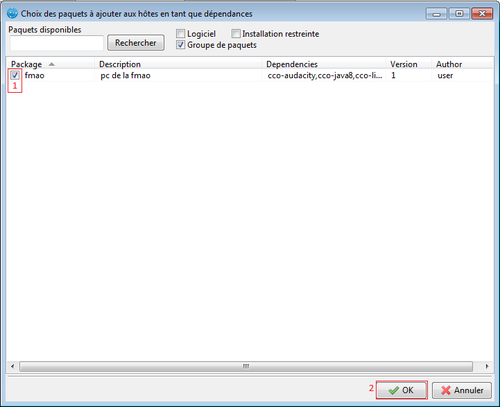 Choix des paquets à ajouter aux hôtes en tant que dépendances
Paquets disponibles
Rechercher
Logiciel
Installation restreinte
Groupe de paquets
Package Description Dependencies Version Author
fmao pc de la fmao cco-audacity,cco-java8,cco-li... 1 user
1
2 OK Annuler